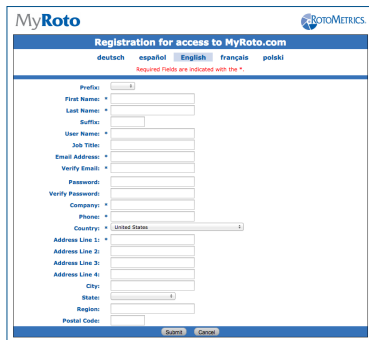 MyRoto
ROTOMETRICS.
Registration for access to MyRoto.com
deutsch español English français polski
Required Fields are indicated with the *.
Prefix:
First Name: *
Last Name: *
Suffix:
User Name: *
Job Title:
Email Address: *
Verify Email: *
Password:
Verify Password:
Company: *
Phone: *
Country: * United States
Address Line 1: *
Address Line 2:
Address Line 3:
Address Line 4:
City:
State:
Region:
Postal Code:
Submit Cancel